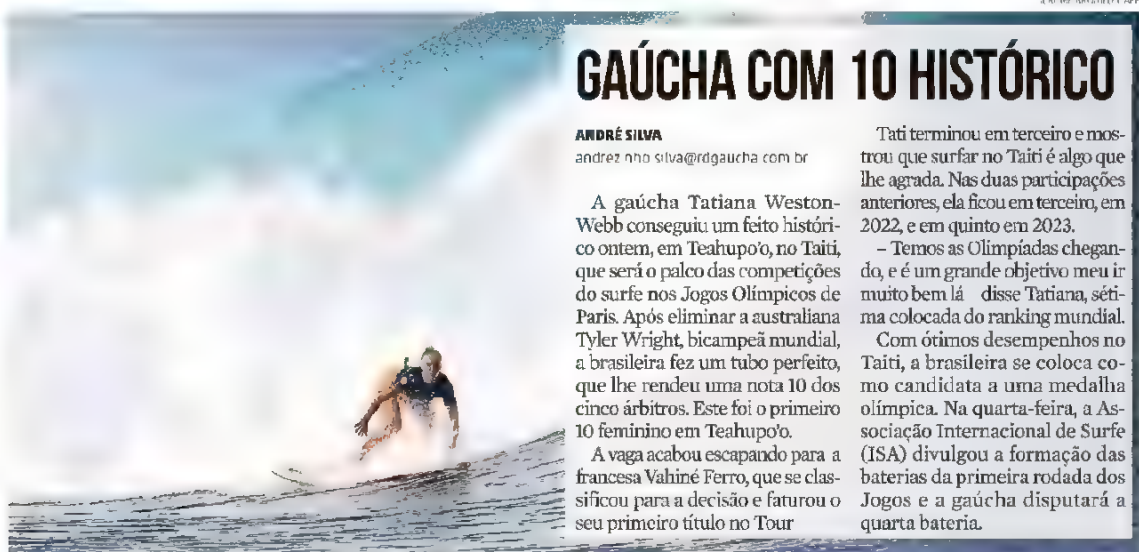 GAÚCHA COM 10 HISTÓRICO
ANDRÉ SILVA
andrez nho silva@rdgaucha com br
A gaúcha Tatiana Weston-
Webb conseguiu um feito históri-
co ontem, em Teahupo'o, no Taiti,
que será o palco das competições
do surfe nos Jogos Olímpicos de
Paris. Após eliminar a australiana
Tyler Wright, bicampeã mundial,
a brasileira fez um tubo perfeito,
que lhe rendeu uma nota 10 dos
cinco árbitros. Este foi o primeiro
10 feminino em Teahupo'o.
A vaga acabou escapando para a
francesa Vahiné Ferro, que se clas-
sificou para a decisão e faturou o
seu primeiro título no Tour
Tati terminou em terceiro e mos-
trou que surfar no Taiti é algo que
lhe agrada. Nas duas participações
anteriores, ela ficou em terceiro, em
2022, e em quinto em 2023.
– Temos as Olimpíadas chegan-
do, e é um grande objetivo meu ir
muito bem lá disse Tatiana, séti-
ma colocada do ranking mundial.
Com ótimos desempenhos no
Taiti, a brasileira se coloca co-
mo candidata a uma medalha
olímpica. Na quarta-feira, a As-
sociação Internacional de Surfe
(ISA) divulgou a formação das
baterias da primeira rodada dos
Jogos e a gaúcha disputará a
quarta bateria.